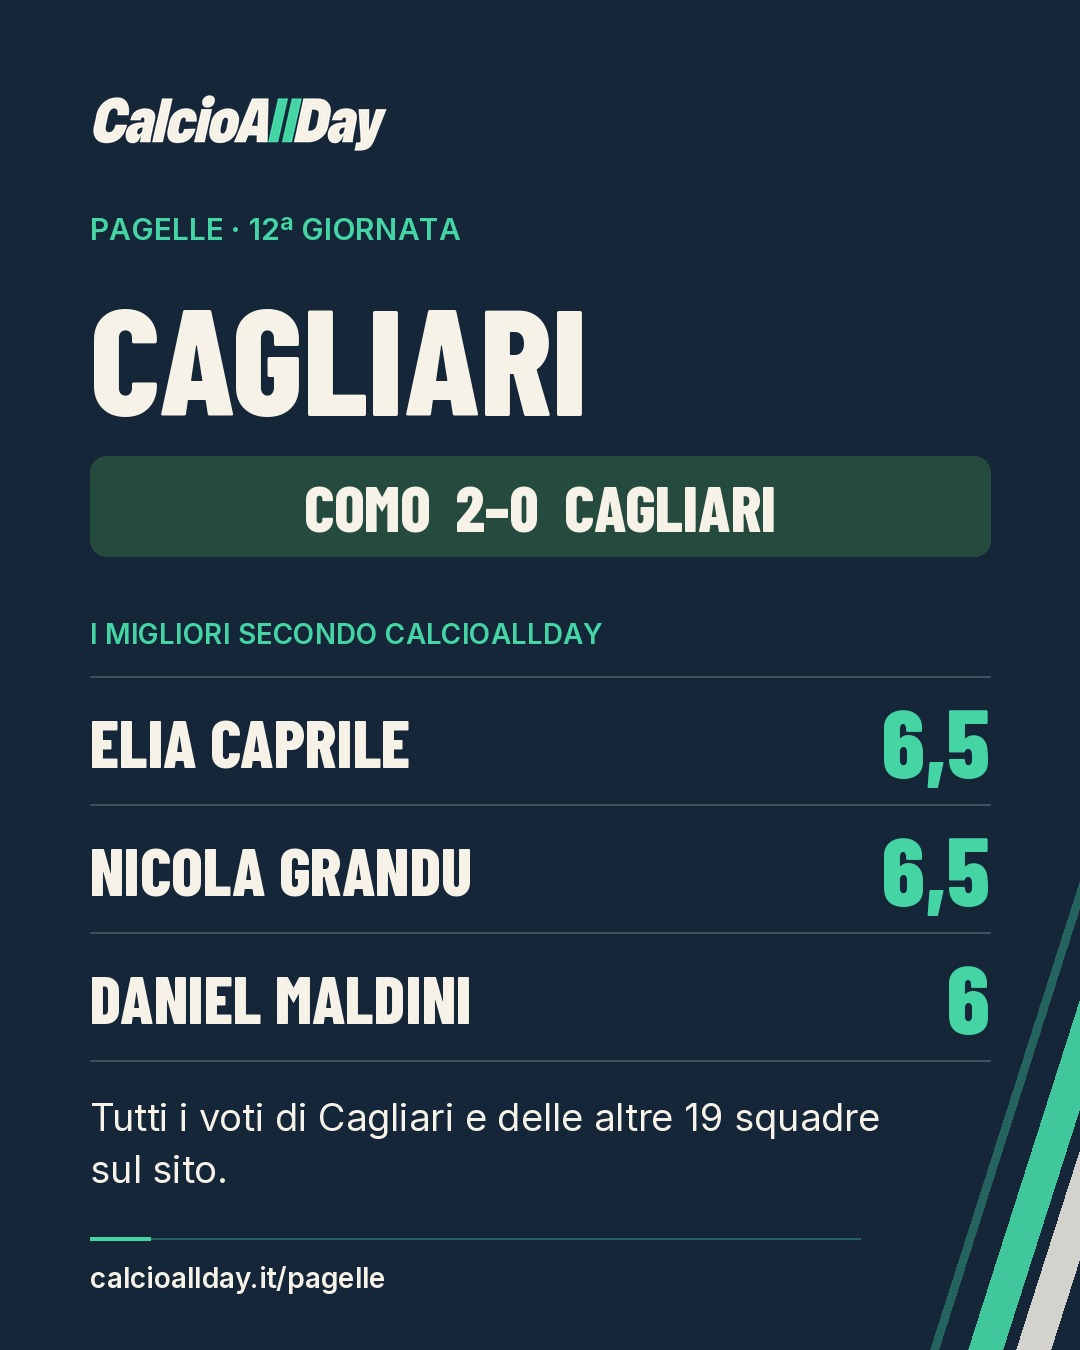 CalcioAllDay
PAGELLE · 12ª GIORNATA
CAGLIARI
COMO 2–0 CAGLIARI
I MIGLIORI SECONDO CALCIOALLDAY
ELIA CAPRILE 6,5
NICOLA GRANDU 6,5
DANIEL MALDINI 6
Tutti i voti di Cagliari e delle altre 19 squadre
sul sito.
calcioallday.it/pagelle